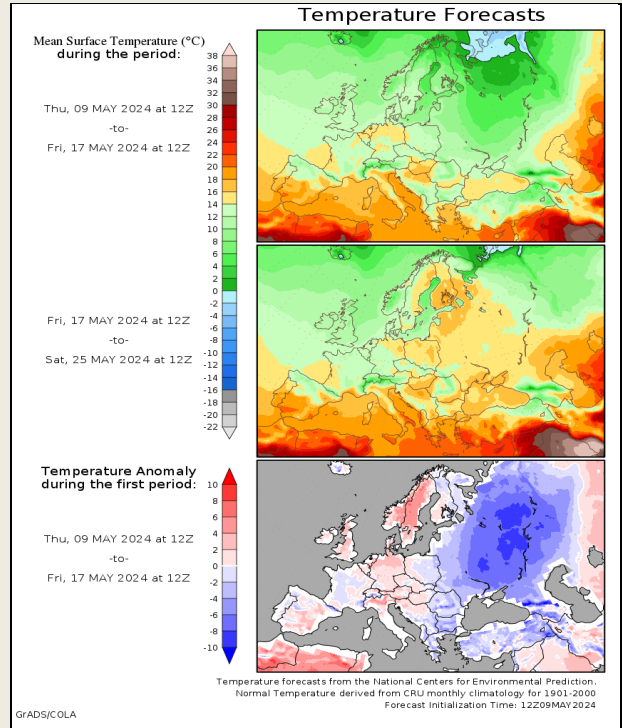 Temperature Forecasts
Mean Surface Temperature (°C)
during the period:
Thu, 09 MAY 2024 at 12Z
-to-
Fri, 17 MAY 2024 at 12Z
38
36
34
32
30
28
26
24
22
20
18
16
14
12
10
8
6
4
2
0
-2
-4
-6
-8
-10
-12
-14
-16
-18
-20
-22
Fri, 17 MAY 2024 at 12Z
-to-
Sat, 25 MAY 2024 at 12Z
Temperature Anomaly
during the first period:
Thu, 09 MAY 2024 at 12Z
-to-
Fri, 17 MAY 2024 at 12Z
10
8
6
4
2
0
-2
-4
-6
-8
-10
Temperature forecasts from the National Centers for Environmental Prediction.
Normal Temperature derived from CRU monthly climatology for 1901-2000
Forecast Initialization Time: 12Z09MAY2024
GrADS/COLA